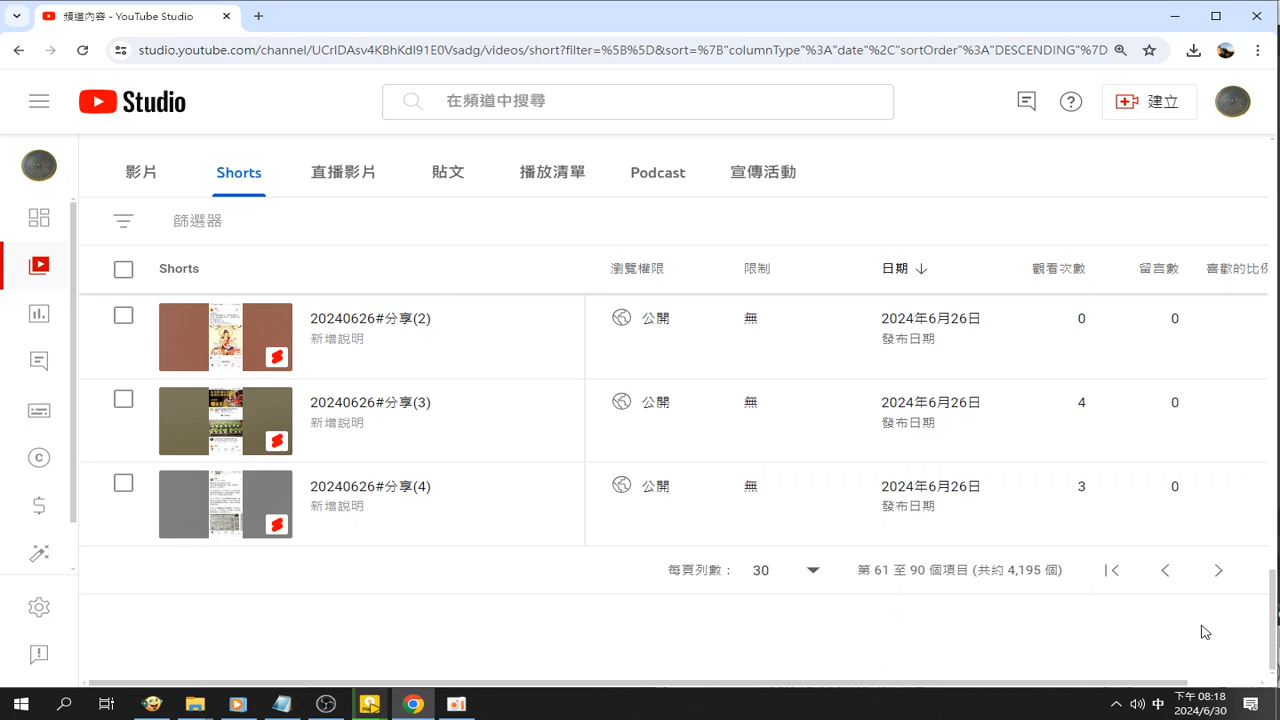 頻道內容 - YouTube Studio
studio.youtube.com/channel/UCrIDAsv4KBhKdI91E0Vsadg/videos/short?filter=%5B%5D&sort=%7B"columnType"%3A"date"%2C"sortOrder"%3A"DESCENDING"%7D
Studio
在頻道中搜尋
建立
影片 Shorts 直播影片 貼文 播放清單 Podcast 宣傳活動
篩選器
Shorts 瀏覽權限 限制 日期 ↓ 觀看次數 留言數 喜歡的比例
20240626#分享(2) 公開 無 2024年6月26日 0 0
新增說明 發布日期
20240626#分享(3) 公開 無 2024年6月26日 4 0
新增說明 發布日期
20240626#分享(4) 公開 無 2024年6月26日 3 0
新增說明 發布日期
每頁列數： 30 第 61 至 90 個項目 (共約 4,195 個)
中 下午 08:18
2024/6/30